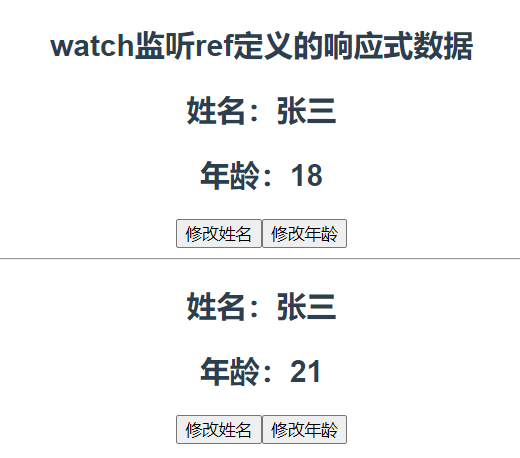 watch监听ref定义的响应式数据
姓名：张三
年龄：18
修改姓名 修改年龄
姓名：张三
年龄：21
修改姓名 修改年龄